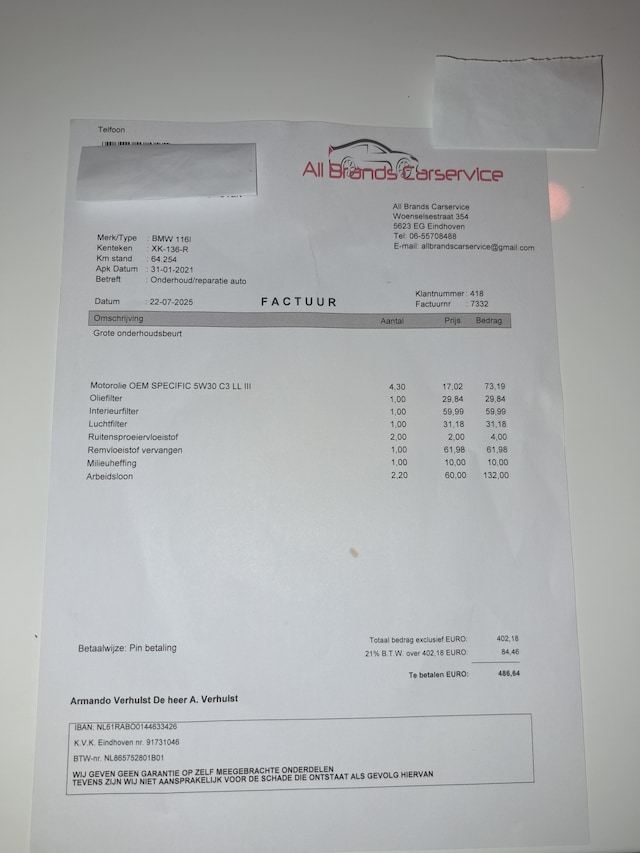 Telfoon
All Brands Carservice
All Brands Carservice
Woenselsestraat 354
5623 EG Eindhoven
Tel: 06-55708488
E-mail: allbrandscarservice@gmail.com
Merk/Type : BMW 116I
Kenteken : XK-136-R
Km stand : 64.254
Apk Datum : 31-01-2021
Betreft : Onderhoud/reparatie auto
Datum : 22-07-2025
FACTUUR
Klantnummer : 418
Factuurnr : 7332
Omschrijving Aantal Prijs Bedrag
Grote onderhoudsbeurt
Motorolie OEM SPECIFIC 5W30 C3 LL III 4,30 17,02 73,19
Oliefilter 1,00 29,84 29,84
Interieurfilter 1,00 59,99 59,99
Luchtfilter 1,00 31,18 31,18
Ruitensproeiervloeistof 2,00 2,00 4,00
Remvloeistof vervangen 1,00 61,98 61,98
Milieuheffing 1,00 10,00 10,00
Arbeidsloon 2,20 60,00 132,00
Betaalwijze: Pin betaling
Totaal bedrag exclusief EURO: 402,18
21% B.T.W. over 402,18 EURO: 84,46
Te betalen EURO: 486,64
Armando Verhulst De heer A. Verhulst
IBAN: NL61RABO0144633426
K.V.K. Eindhoven nr. 91731046
BTW-nr. NL865752801B01
WIJ GEVEN GEEN GARANTIE OP ZELF MEEGEBRACHTE ONDERDELEN
TEVENS ZIJN WIJ NIET AANSPRAKELIJK VOOR DE SCHADE DIE ONTSTAAT ALS GEVOLG HIERVAN